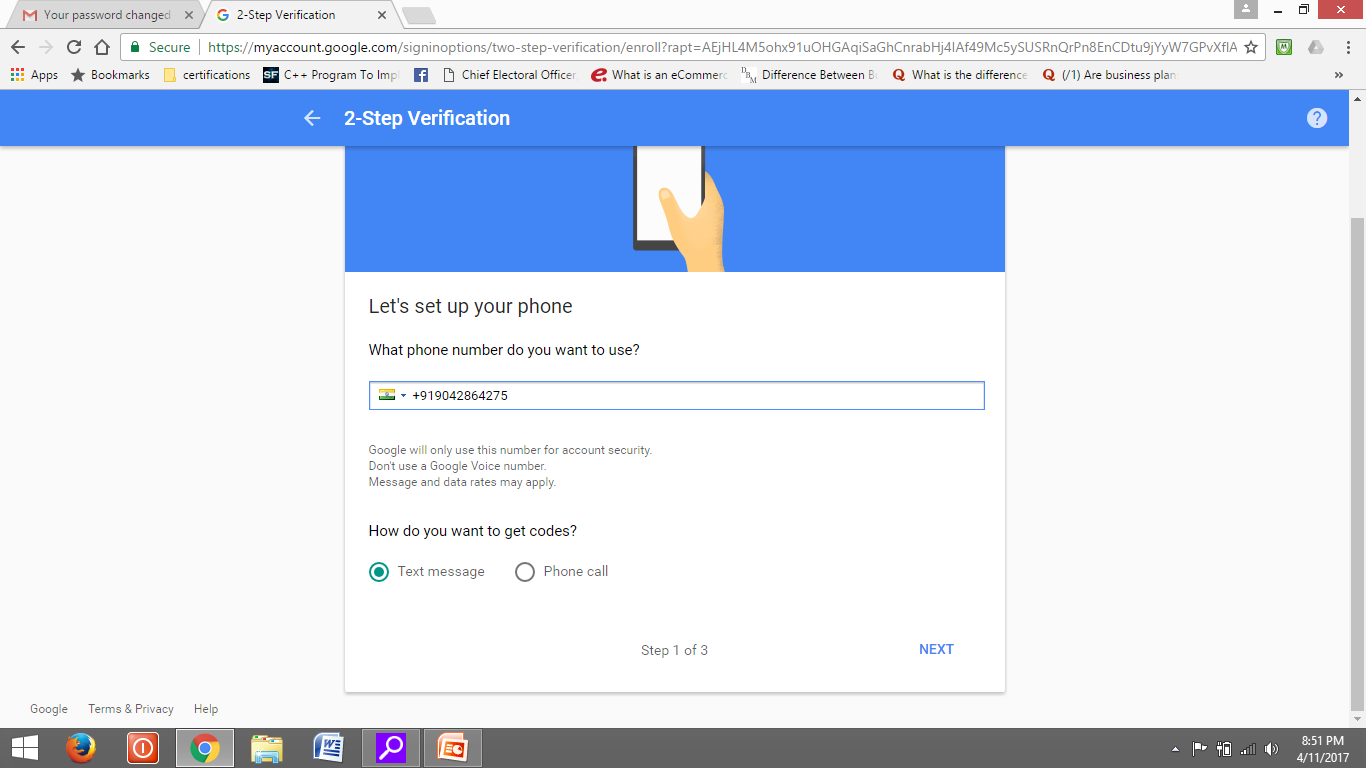 Your password changed
2-Step Verification
Secure
https://myaccount.google.com/signinoptions/two-step-verification/enroll?rapt=AEjHL4M5ohx91uOHGAqiSaGhCnrabHj4IAf49Mc5ySUSRnQrPn8EnCDtu9jYyW7GPvXflA
Apps
Bookmarks
certifications
SF
C++ Program To Impl
Chief Electoral Officer
What is an eCommerc
DBM
Difference Between B
What is the difference
(/1) Are business plan
2-Step Verification
Let's set up your phone
What phone number do you want to use?
+919042864275
Google will only use this number for account security.
Don't use a Google Voice number.
Message and data rates may apply.
How do you want to get codes?
Text message
Phone call
Step 1 of 3
NEXT
Google
Terms & Privacy
Help
8:51 PM
4/11/2017